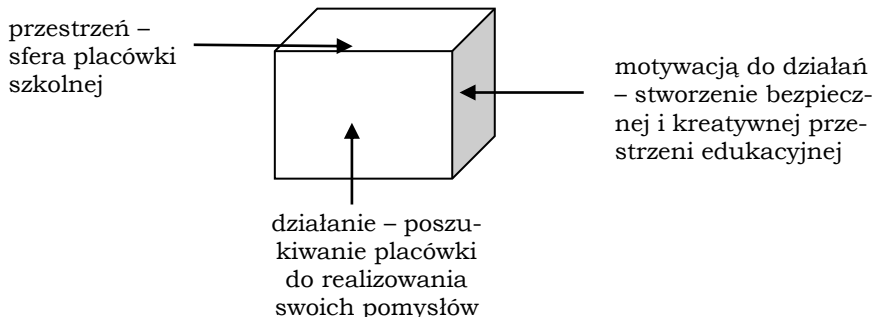 przestrzeń –
sfera placówki
szkolnej
motywacją do działań
– stworzenie bezpiecz-
nej i kreatywnej prze-
strzeni edukacyjnej
działanie – poszu-
kiwanie placówki
do realizowania
swoich pomysłów